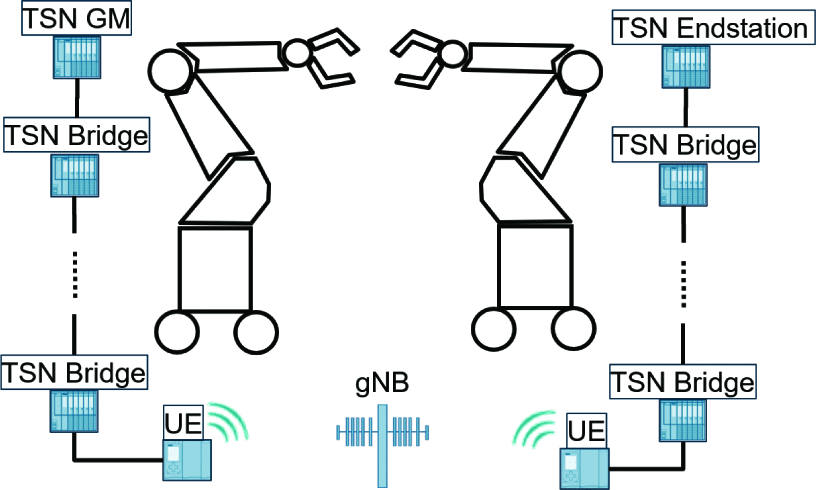 TSN GM
TSN Endstation
TSN Bridge
TSN Bridge
TSN Bridge
gNB
TSN Bridge
UE
UE